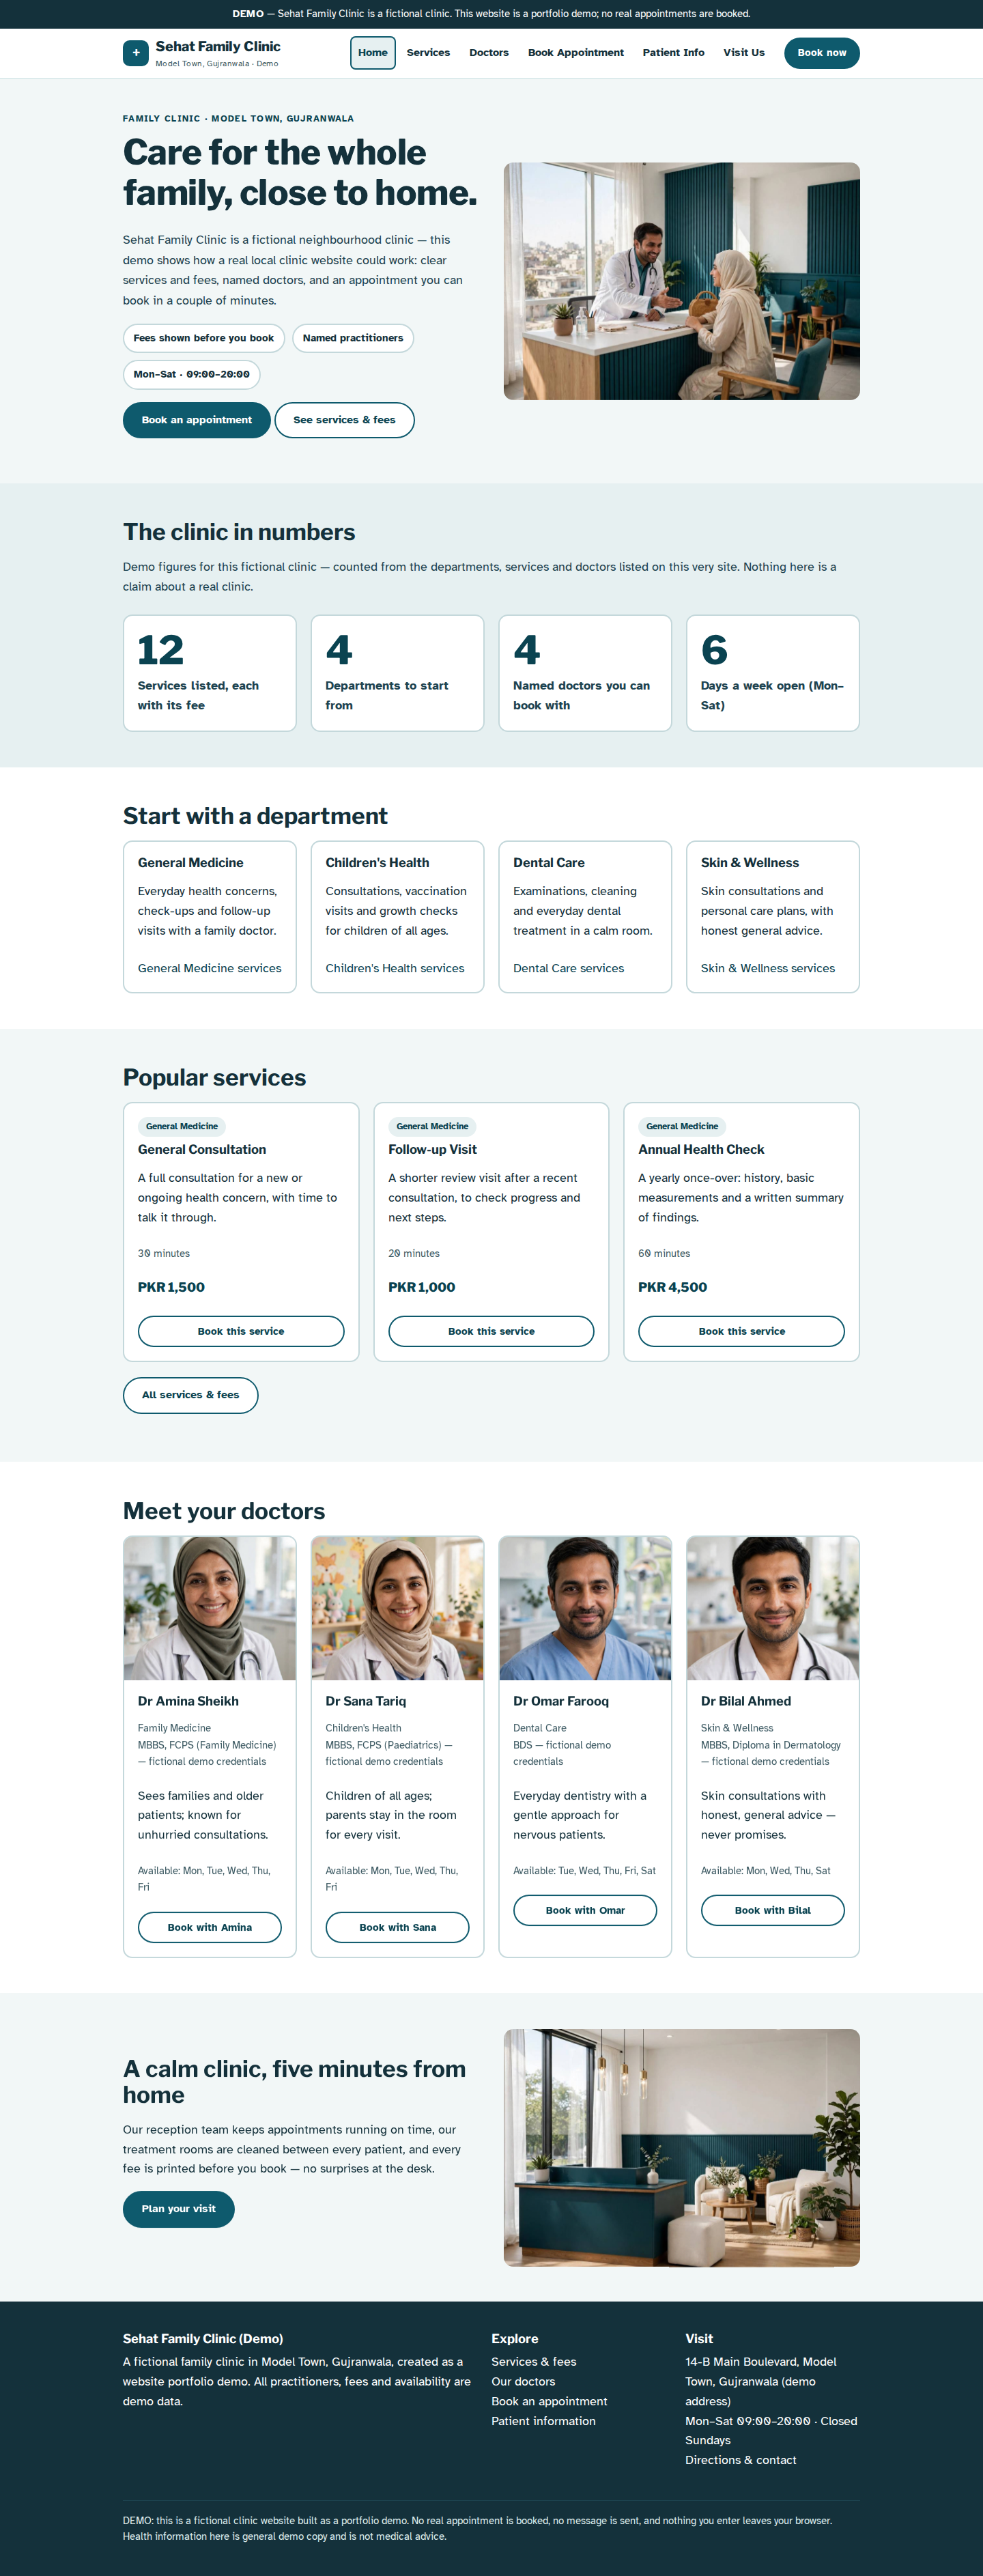 DEMO — Sehat Family Clinic is a fictional clinic. This website is a portfolio demo; no real appointments are booked.
+
Sehat Family Clinic
Model Town, Gujranwala · Demo
Home
Services
Doctors
Book Appointment
Patient Info
Visit Us
Book now
FAMILY CLINIC · MODEL TOWN, GUJRANWALA
Care for the whole
family, close to home.
Sehat Family Clinic is a fictional neighbourhood clinic — this
demo shows how a real local clinic website could work: clear
services and fees, named doctors, and an appointment you can
book in a couple of minutes.
Fees shown before you book
Named practitioners
Mon–Sat · 09:00–20:00
Book an appointment
See services & fees
The clinic in numbers
Demo figures for this fictional clinic — counted from the departments, services and doctors listed on this very site. Nothing here is a
claim about a real clinic.
12
Services listed, each
with its fee
4
Departments to start
from
4
Named doctors you can
book with
6
Days a week open (Mon–
Sat)
Start with a department
General Medicine
Everyday health concerns,
check-ups and follow-up
visits with a family doctor.
General Medicine services
Children's Health
Consultations, vaccination
visits and growth checks
for children of all ages.
Children's Health services
Dental Care
Examinations, cleaning
and everyday dental
treatment in a calm room.
Dental Care services
Skin & Wellness
Skin consultations and
personal care plans, with
honest general advice.
Skin & Wellness services
Popular services
General Medicine
General Consultation
A full consultation for a new or
ongoing health concern, with time to
talk it through.
30 minutes
PKR 1,500
Book this service
General Medicine
Follow-up Visit
A shorter review visit after a recent
consultation, to check progress and
next steps.
20 minutes
PKR 1,000
Book this service
General Medicine
Annual Health Check
A yearly once-over: history, basic
measurements and a written summary
of findings.
60 minutes
PKR 4,500
Book this service
All services & fees
Meet your doctors
Dr Amina Sheikh
Family Medicine
MBBS, FCPS (Family Medicine)
— fictional demo credentials
Sees families and older
patients; known for
unhurried consultations.
Available: Mon, Tue, Wed, Thu,
Fri
Book with Amina
Dr Sana Tariq
Children's Health
MBBS, FCPS (Paediatrics) —
fictional demo credentials
Children of all ages;
parents stay in the room
for every visit.
Available: Mon, Tue, Wed, Thu,
Fri
Book with Sana
Dr Omar Farooq
Dental Care
BDS — fictional demo
credentials
Everyday dentistry with a
gentle approach for
nervous patients.
Available: Tue, Wed, Thu, Fri, Sat
Book with Omar
Dr Bilal Ahmed
Skin & Wellness
MBBS, Diploma in Dermatology
— fictional demo credentials
Skin consultations with
honest, general advice —
never promises.
Available: Mon, Wed, Thu, Sat
Book with Bilal
A calm clinic, five minutes from
home
Our reception team keeps appointments running on time, our
treatment rooms are cleaned between every patient, and every
fee is printed before you book — no surprises at the desk.
Plan your visit
Sehat Family Clinic (Demo)
A fictional family clinic in Model Town, Gujranwala, created as a
website portfolio demo. All practitioners, fees and availability are
demo data.
Explore
Services & fees
Our doctors
Book an appointment
Patient information
Visit
14-B Main Boulevard, Model
Town, Gujranwala (demo
address)
Mon–Sat 09:00–20:00 · Closed
Sundays
Directions & contact
DEMO: this is a fictional clinic website built as a portfolio demo. No real appointment is booked, no message is sent, and nothing you enter leaves your browser.
Health information here is general demo copy and is not medical advice.